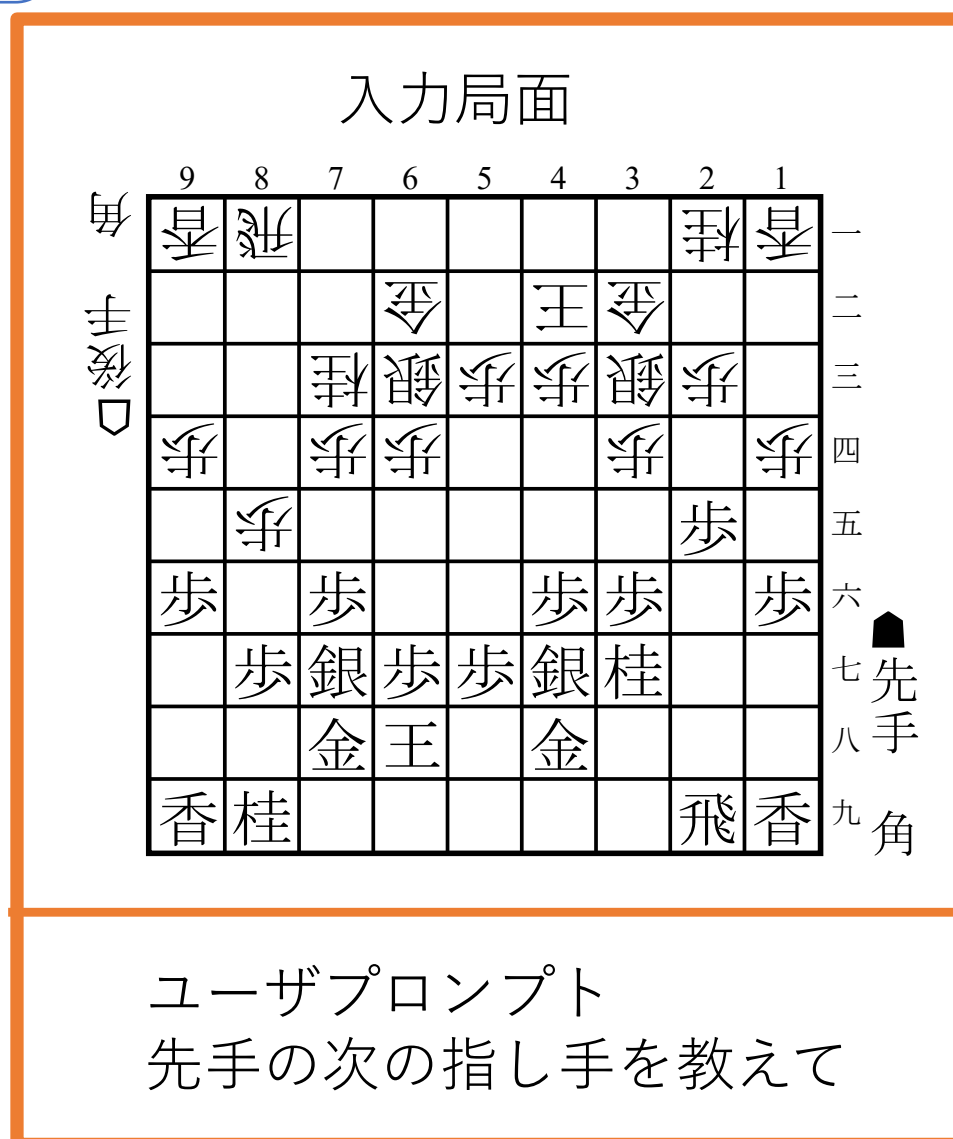 入力局面
9 8 7 6 5 4 3 2 1
角
香 飛 桂 香 一
金 王 金 二
桂 銀 歩 歩 銀 歩 三
歩 歩 歩 歩 歩 四
歩 歩 五
歩 歩 歩 歩 歩 六
歩 銀 歩 歩 銀 桂 七
金 王 金 八
香 桂 飛 香 九
☖後手
☗先手
角
ユーザプロンプト
先手の次の指し手を教えて